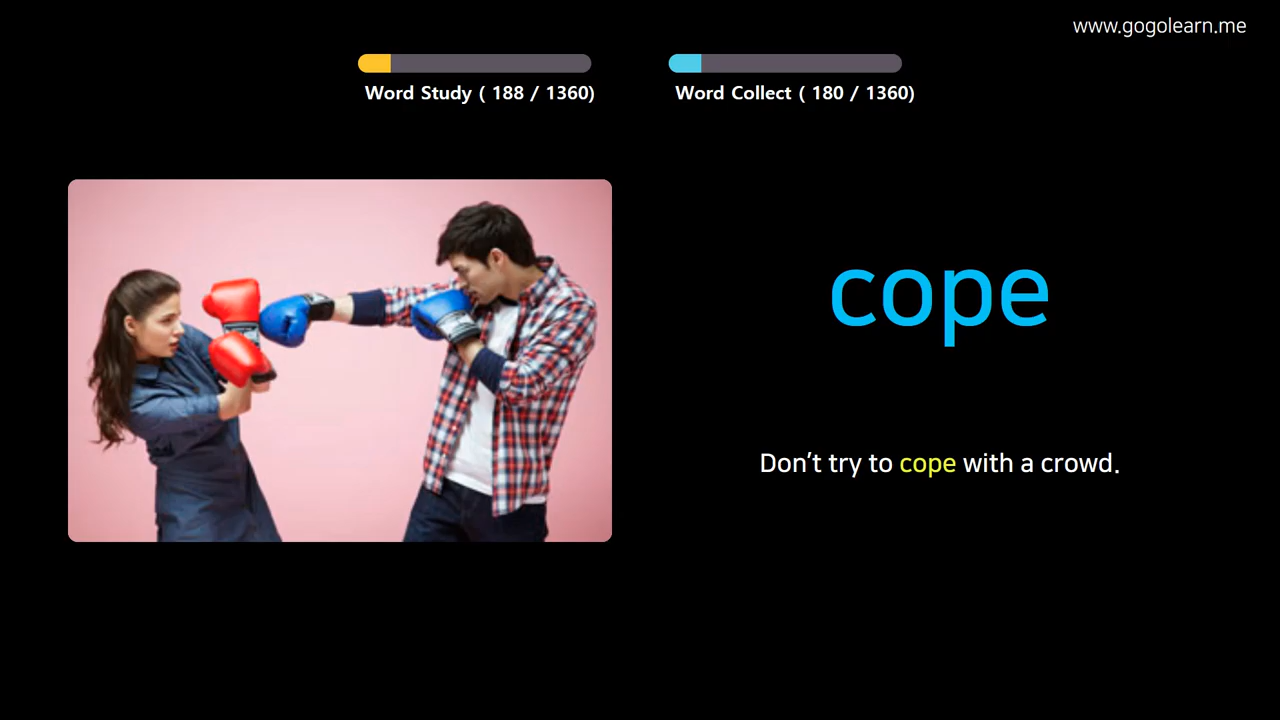 www.gogolearn.me
Word Study ( 188 / 1360)
Word Collect ( 180 / 1360)
cope
Don't try to cope with a crowd.